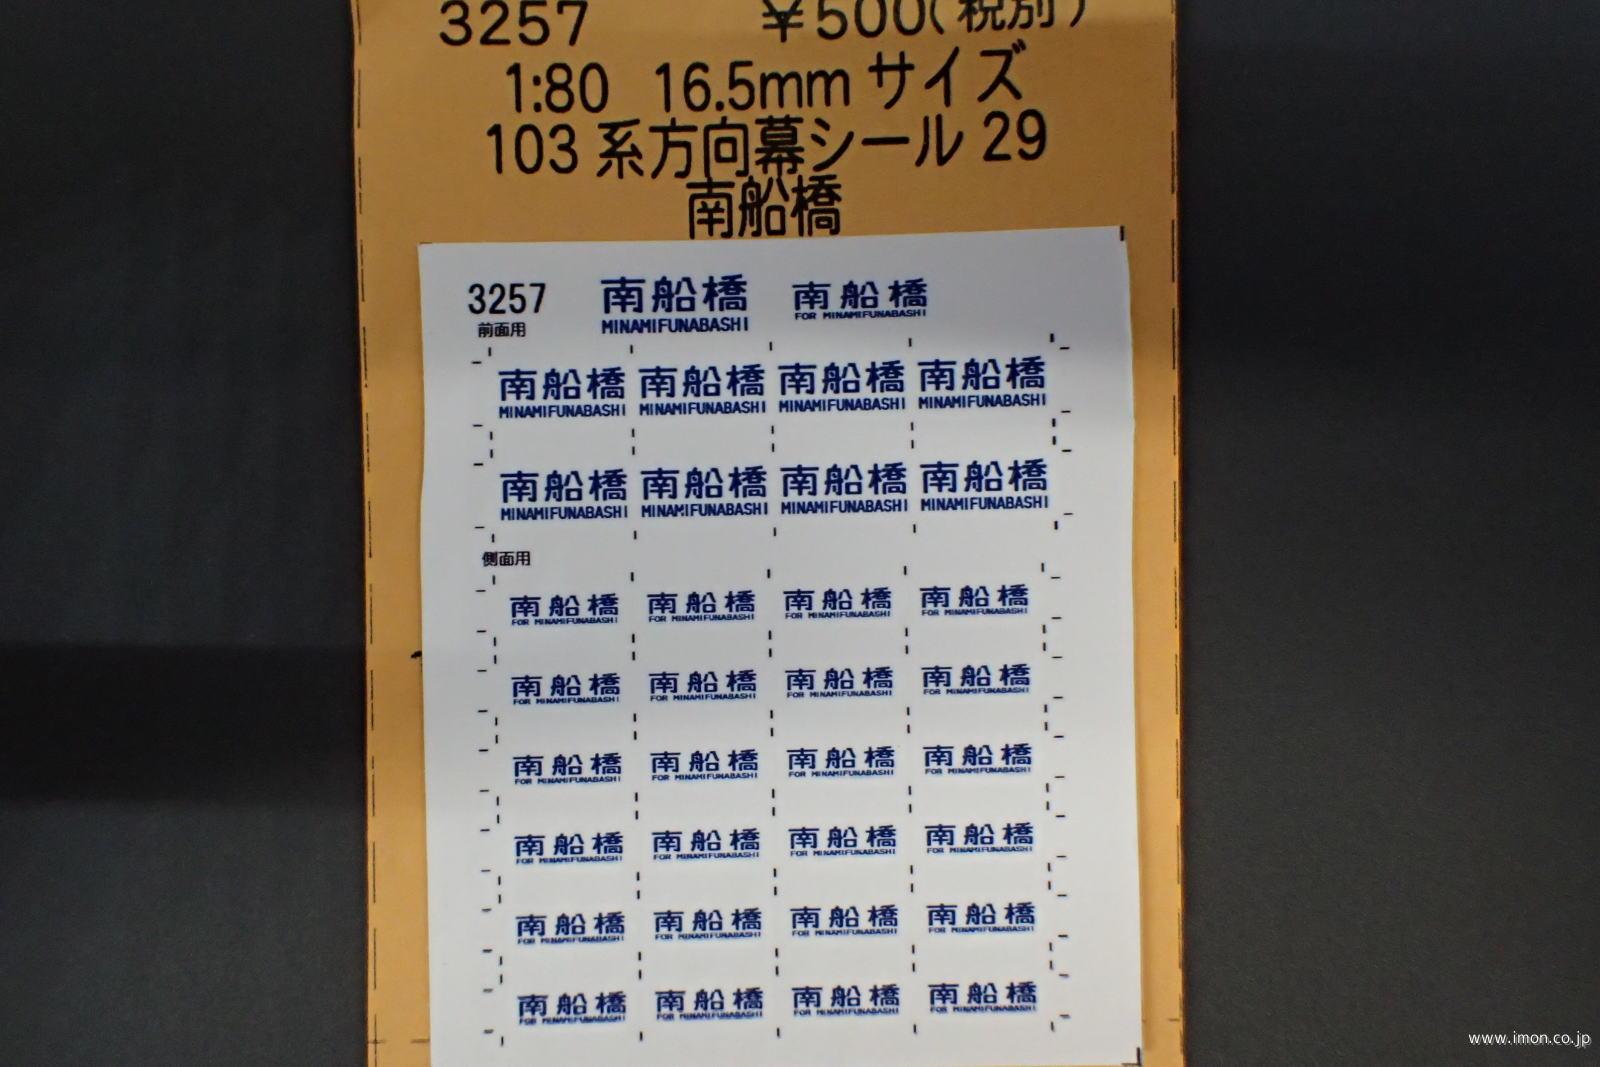 3257 ¥500(税別)
1:80 16.5mm サイズ
103 系方向幕シール 29
南船橋
3257 南船橋 南船橋
前面用 MINAMIFUNABASHI FOR MINAMIFUNABASHI
南船橋 南船橋 南船橋 南船橋
MINAMIFUNABASHI MINAMIFUNABASHI MINAMIFUNABASHI MINAMIFUNABASHI
南船橋 南船橋 南船橋 南船橋
MINAMIFUNABASHI MINAMIFUNABASHI MINAMIFUNABASHI MINAMIFUNABASHI
側面用
南船橋 南船橋 南船橋 南船橋
FOR MINAMIFUNABASHI FOR MINAMIFUNABASHI FOR MINAMIFUNABASHI FOR MINAMIFUNABASHI
南船橋 南船橋 南船橋 南船橋
FOR MINAMIFUNABASHI FOR MINAMIFUNABASHI FOR MINAMIFUNABASHI FOR MINAMIFUNABASHI
南船橋 南船橋 南船橋 南船橋
FOR MINAMIFUNABASHI FOR MINAMIFUNABASHI FOR MINAMIFUNABASHI FOR MINAMIFUNABASHI
南船橋 南船橋 南船橋 南船橋
FOR MINAMIFUNABASHI FOR MINAMIFUNABASHI FOR MINAMIFUNABASHI FOR MINAMIFUNABASHI
南船橋 南船橋 南船橋 南船橋
FOR MINAMIFUNABASHI FOR MINAMIFUNABASHI FOR MINAMIFUNABASHI FOR MINAMIFUNABASHI
南船橋 南船橋 南船橋 南船橋
FOR MINAMIFUNABASHI FOR MINAMIFUNABASHI FOR MINAMIFUNABASHI FOR MINAMIFUNABASHI
www.imon.co.jp